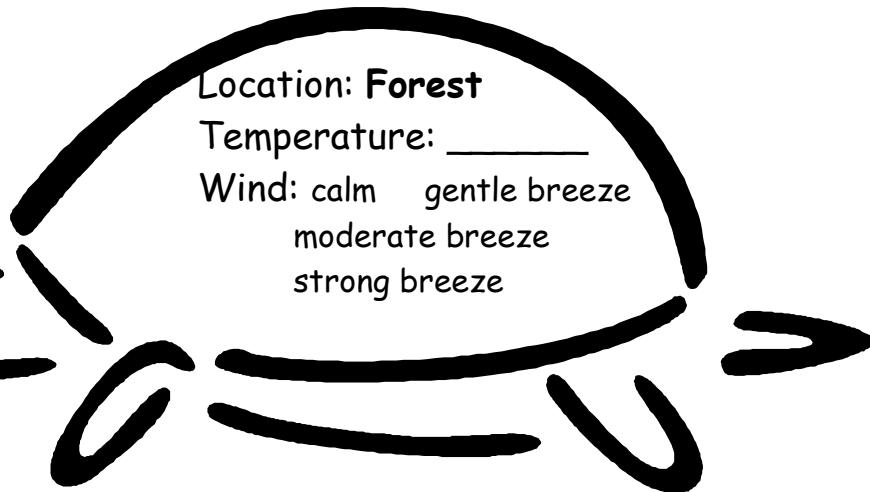 Location: Forest
Temperature: ______
Wind: calm gentle breeze
moderate breeze
strong breeze